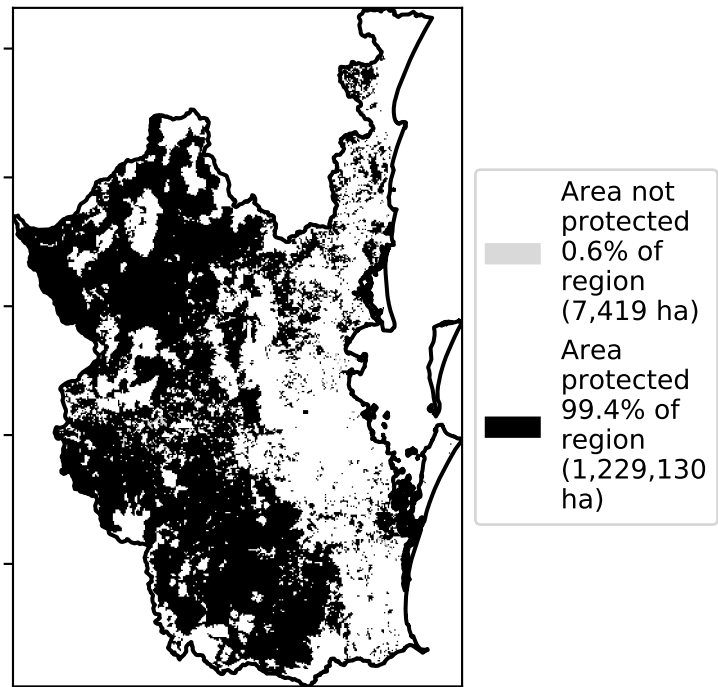 Area not
protected
0.6% of
region
(7,419 ha)
Area
protected
99.4% of
region
(1,229,130
ha)